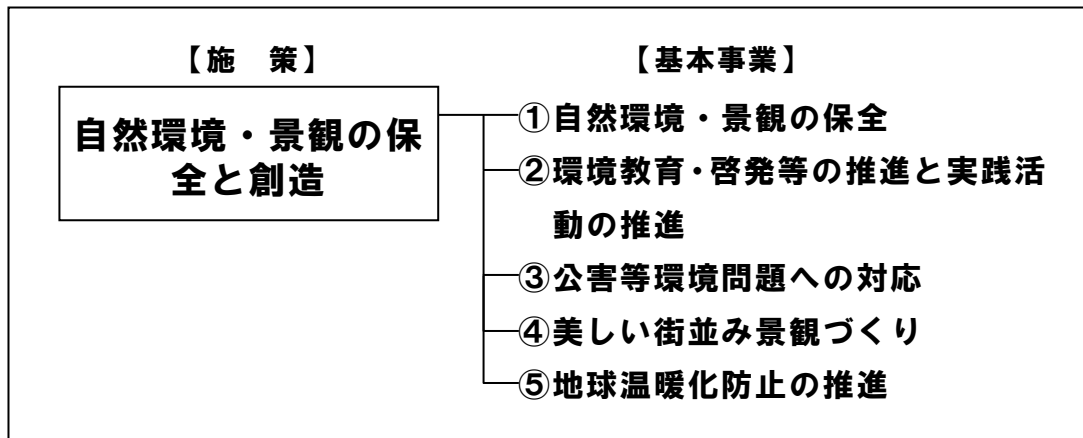 【施　策】
【基本事業】
自然環境・景観の保
全と創造
①自然環境・景観の保全
②環境教育・啓発等の推進と実践活
動の推進
③公害等環境問題への対応
④美しい街並み景観づくり
⑤地球温暖化防止の推進